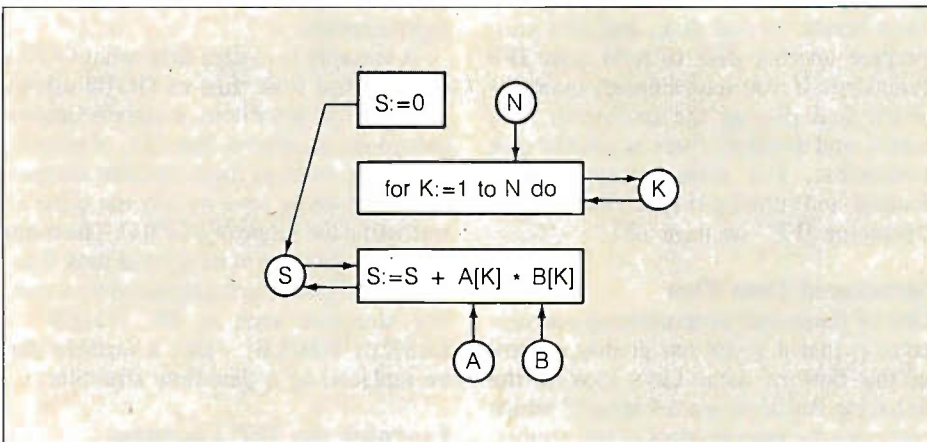 S:=0
N
for K:=1 to N do
K
S
S:=S + A[K] * B[K]
A
B